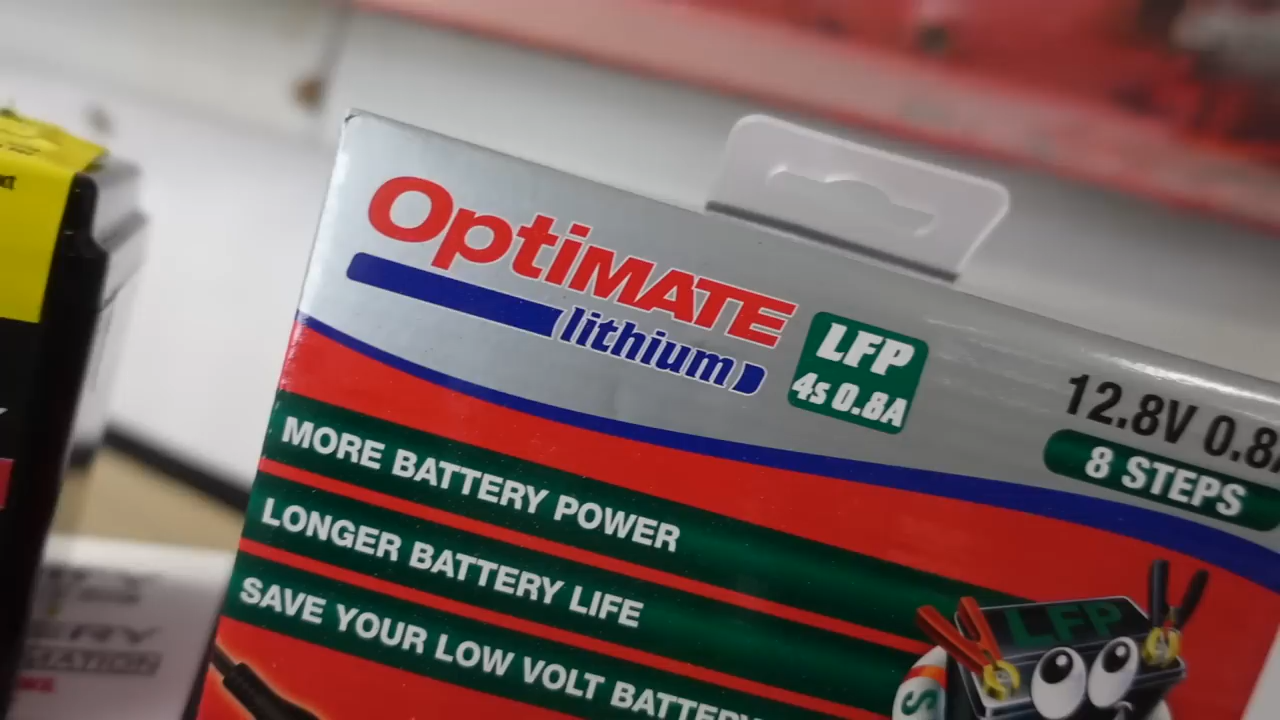 OptiMATE
lithium
LFP
4s 0.8A
12.8V 0.8
8 STEPS
MORE BATTERY POWER
LONGER BATTERY LIFE
SAVE YOUR LOW VOLT BATTERY
LFP
S